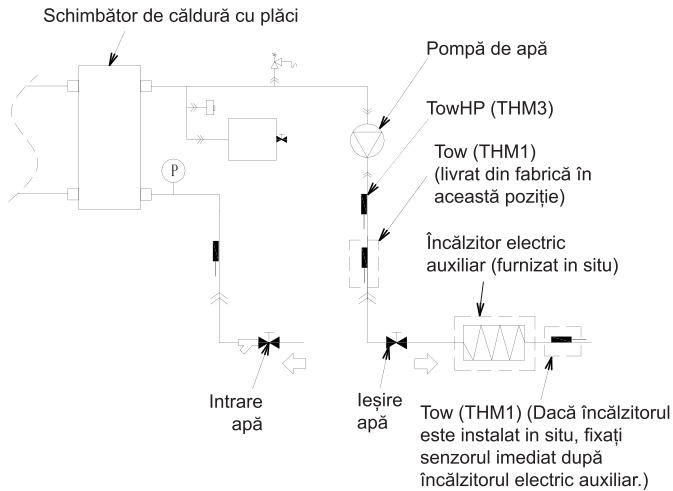 Schimbător de căldură cu plăci
Pompă de apă
TowHP (THM3)
Tow (THM1)
(livrat din fabrică în
această poziție)
P
Încălzitor electric
auxiliar (furnizat in situ)
Intrare
apă
Ieșire
apă
Tow (THM1) (Dacă încălzitorul
este instalat in situ, fixați
senzorul imediat după
încălzitorul electric auxiliar.)